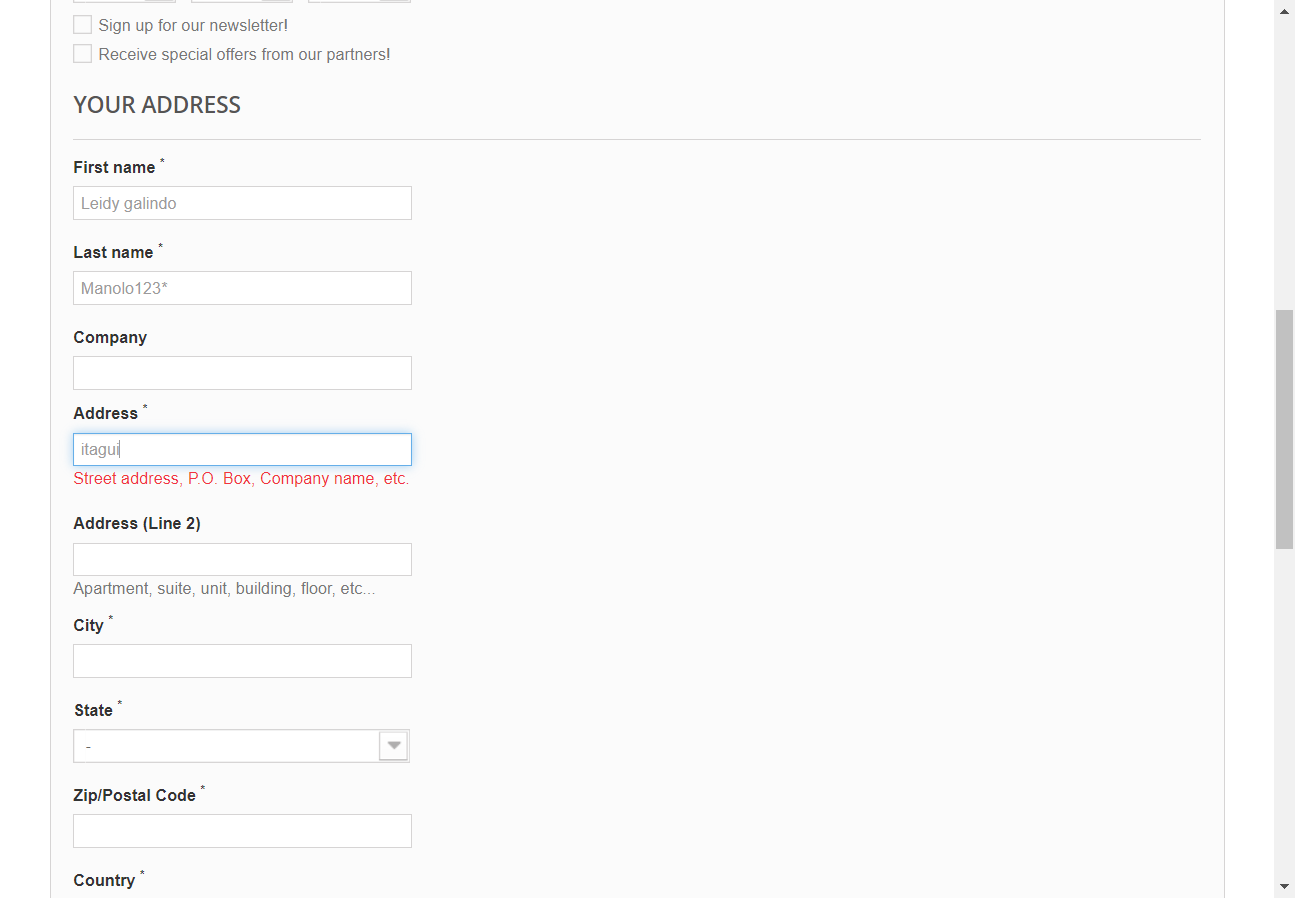 Sign up for our newsletter!
Receive special offers from our partners!
YOUR ADDRESS
First name *
Leidy galindo
Last name *
Manolo123*
Company
Address *
itagui
Street address, P.O. Box, Company name, etc.
Address (Line 2)
Apartment, suite, unit, building, floor, etc...
City *
State *
-
Zip/Postal Code *
Country *